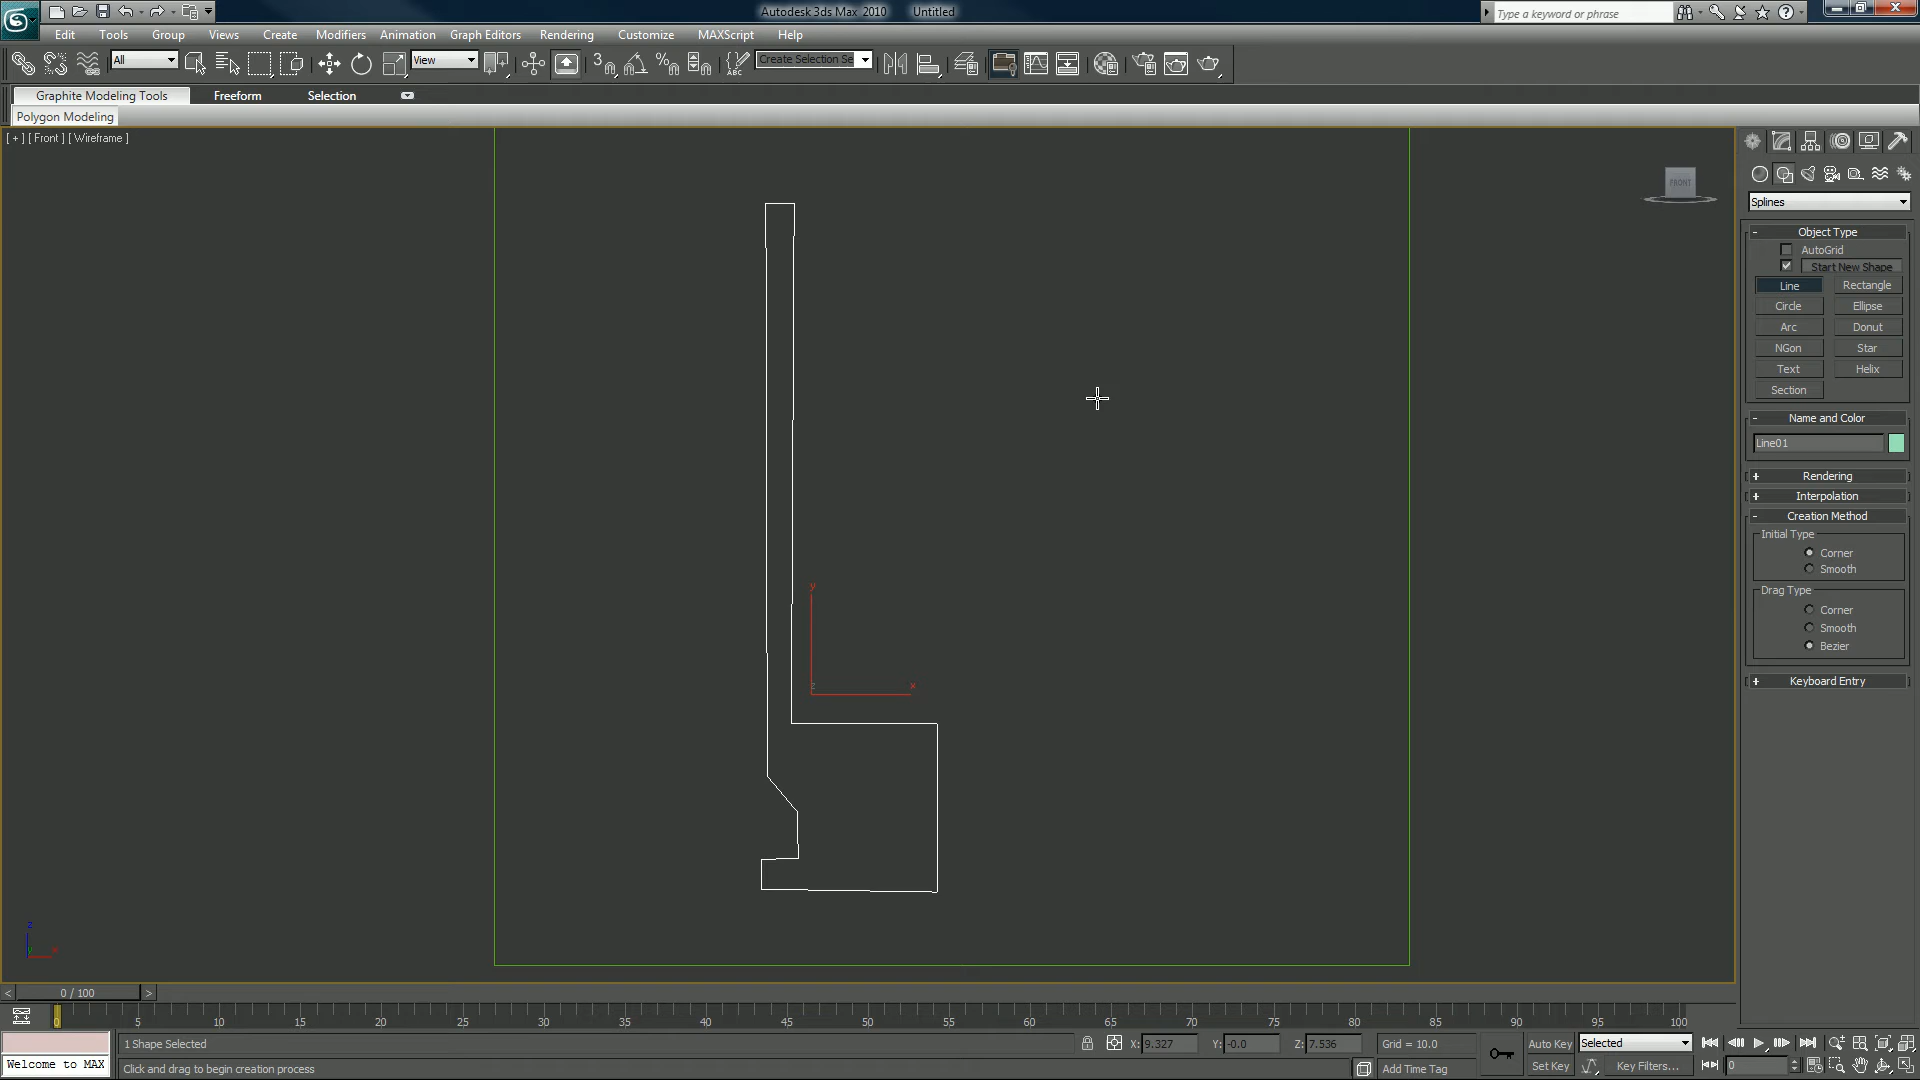 Autodesk 3ds Max 2010 Untitled
Type a keyword or phrase
Edit Tools Group Views Create Modifiers Animation Graph Editors Rendering Customize MAXScript Help
All View Create Selection Se
Graphite Modeling Tools Freeform Selection
Polygon Modeling
[ + ] [ Front ] [ Wireframe ]
FRONT
Splines
- Object Type
AutoGrid
Start New Shape
Line Rectangle
Circle Ellipse
Arc Donut
NGon Star
Text Helix
Section
- Name and Color
Line01
+ Rendering
+ Interpolation
- Creation Method
Initial Type
Corner
Smooth
Drag Type
Corner
Smooth
Bezier
+ Keyboard Entry
y
z x
z
y x
< 0 / 100 >
0 5 10 15 20 25 30 35 40 45 50 55 60 65 70 75 80 85 90 95 100
1 Shape Selected X: 9.327 Y: -0.0 Z: 7.536 Grid = 10.0 Auto Key Selected
Welcome to MAX Click and drag to begin creation process Add Time Tag Set Key Key Filters... 0